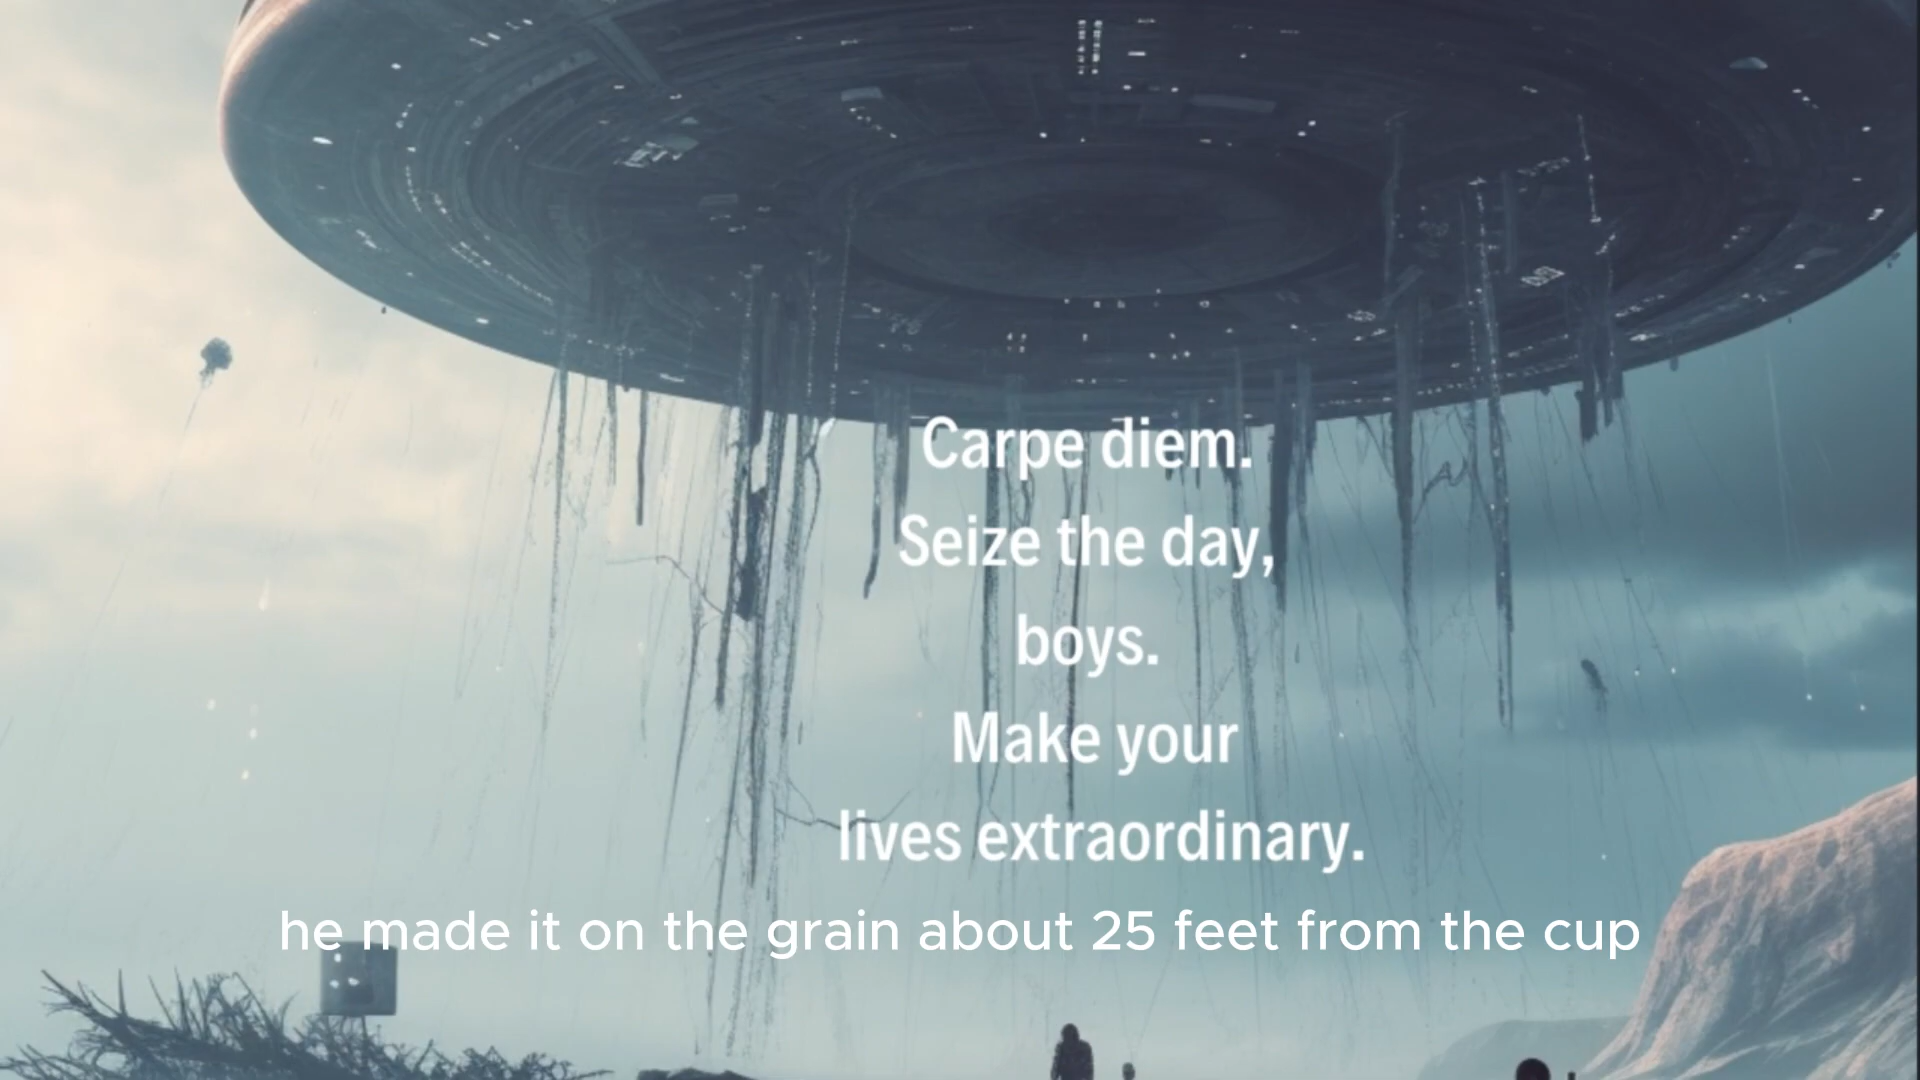 Carpe diem.
Seize the day,
boys.
Make your
lives extraordinary.
he made it on the grain about 25 feet from the cup